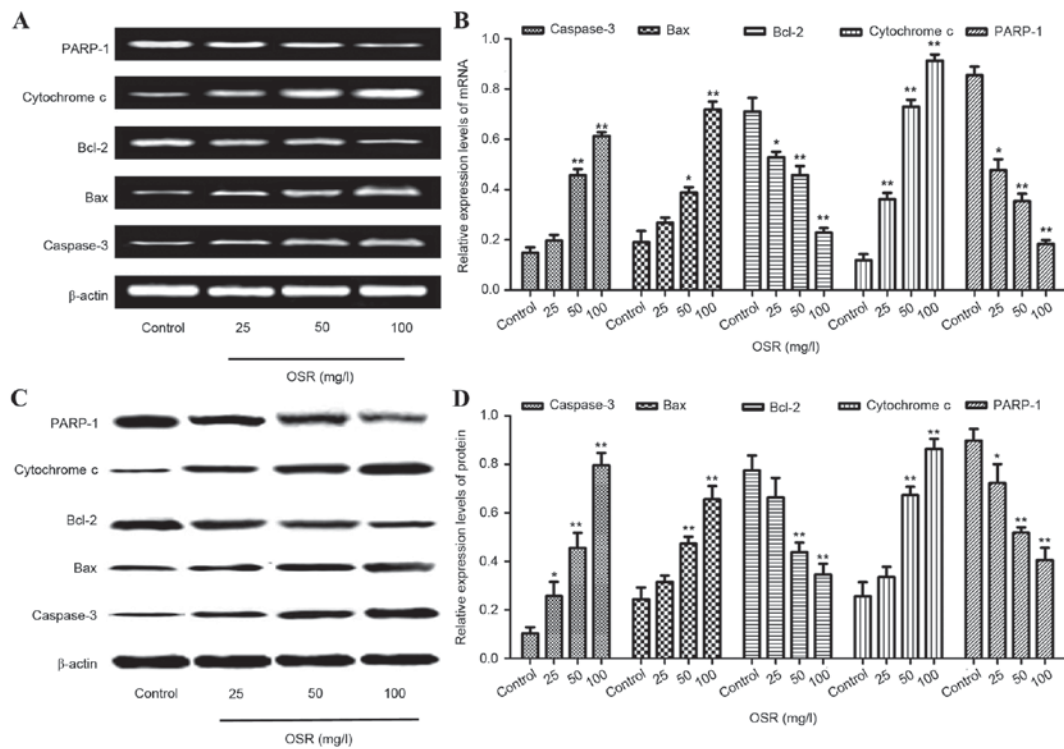 A
PARP-1
Cytochrome c
Bcl-2
Bax
Caspase-3
β-actin
Control 25 50 100
OSR (mg/l)
B
Caspase-3 Bax Bcl-2 Cytochrome c PARP-1
Relative expression levels of mRNA
1.0
0.8
0.6
0.4
0.2
0.0
** ** * ** * ** ** ** ** ** * ** **
Control 25 50 100 Control 25 50 100 Control 25 50 100 Control 25 50 100 Control 25 50 100
OSR (mg/l)
C
PARP-1
Cytochrome c
Bcl-2
Bax
Caspase-3
β-actin
Control 25 50 100
OSR (mg/l)
D
Caspase-3 Bax Bcl-2 Cytochrome c PARP-1
Relative expression levels of protein
1.0
0.8
0.6
0.4
0.2
0.0
* ** ** ** ** ** ** ** ** * ** **
Control 25 50 100 Control 25 50 100 Control 25 50 100 Control 25 50 100 Control 25 50 100
OSR (mg/l)